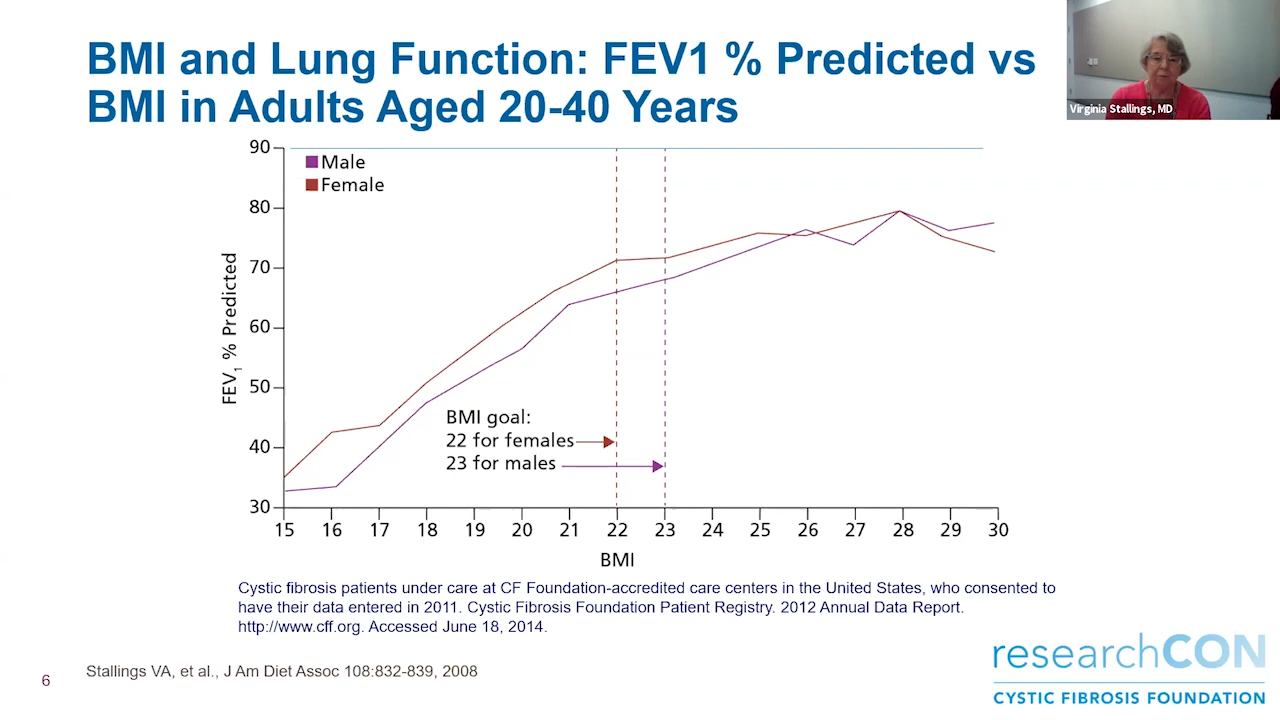 BMI and Lung Function: FEV1 % Predicted vs
BMI in Adults Aged 20-40 Years
Virginia Stallings, MD
90
80
70
60
50
40
30
FEV1 % Predicted
Male
Female
BMI goal:
22 for females
23 for males
15 16 17 18 19 20 21 22 23 24 25 26 27 28 29 30
BMI
Cystic fibrosis patients under care at CF Foundation-accredited care centers in the United States, who consented to
have their data entered in 2011. Cystic Fibrosis Foundation Patient Registry. 2012 Annual Data Report.
http://www.cff.org. Accessed June 18, 2014.
Stallings VA, et al., J Am Diet Assoc 108:832-839, 2008
6
researchCON
CYSTIC FIBROSIS FOUNDATION